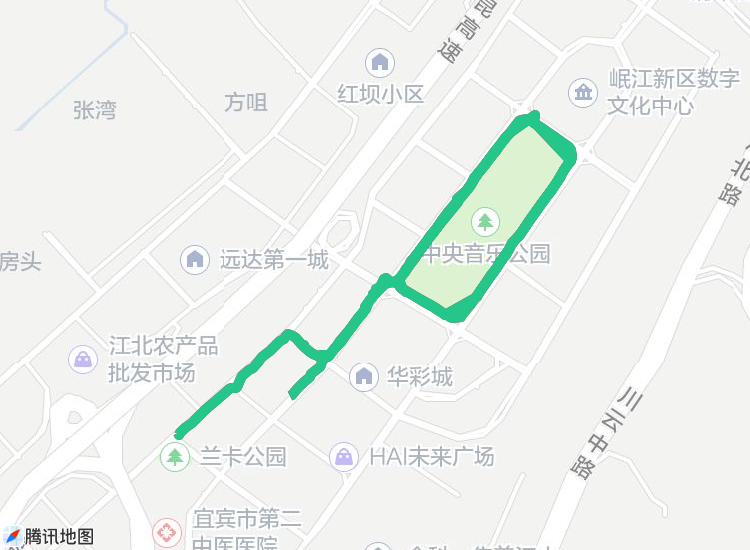 昆高速
岷江新区数字
文化中心
红坝小区
方咀
张湾
北路
中央音乐公园
远达第一城
房头
江北农产品
批发市场
华彩城
川云中路
兰卡公园
HAI未来广场
宜宾市第二
中医医院
腾讯地图